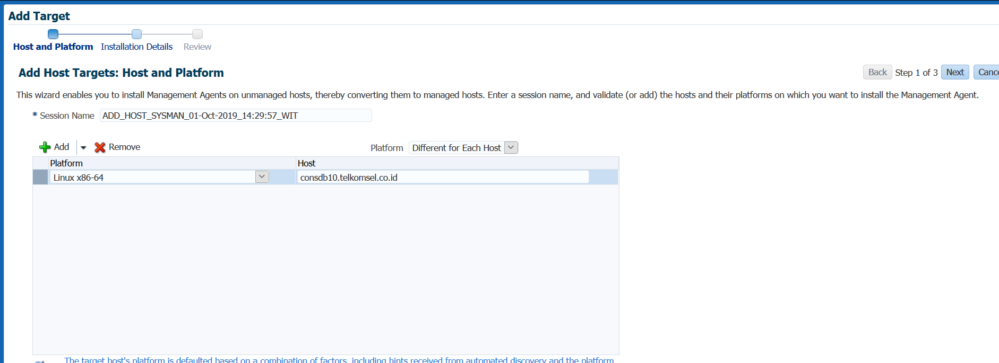 Add Target
Host and Platform Installation Details Review
Add Host Targets: Host and Platform
Back Step 1 of 3 Next Cance
This wizard enables you to install Management Agents on unmanaged hosts, thereby converting them to managed hosts. Enter a session name, and validate (or add) the hosts and their platforms on which you want to install the Management Agent.
* Session Name ADD_HOST_SYSMAN_01-Oct-2019_14:29:57_WIT
Add Remove Platform Different for Each Host
Platform Host
Linux x86-64 consdb10.telkomsel.co.id
The target host's platform is defaulted based on a combination of factors, including hints received from automated discovery and the platform